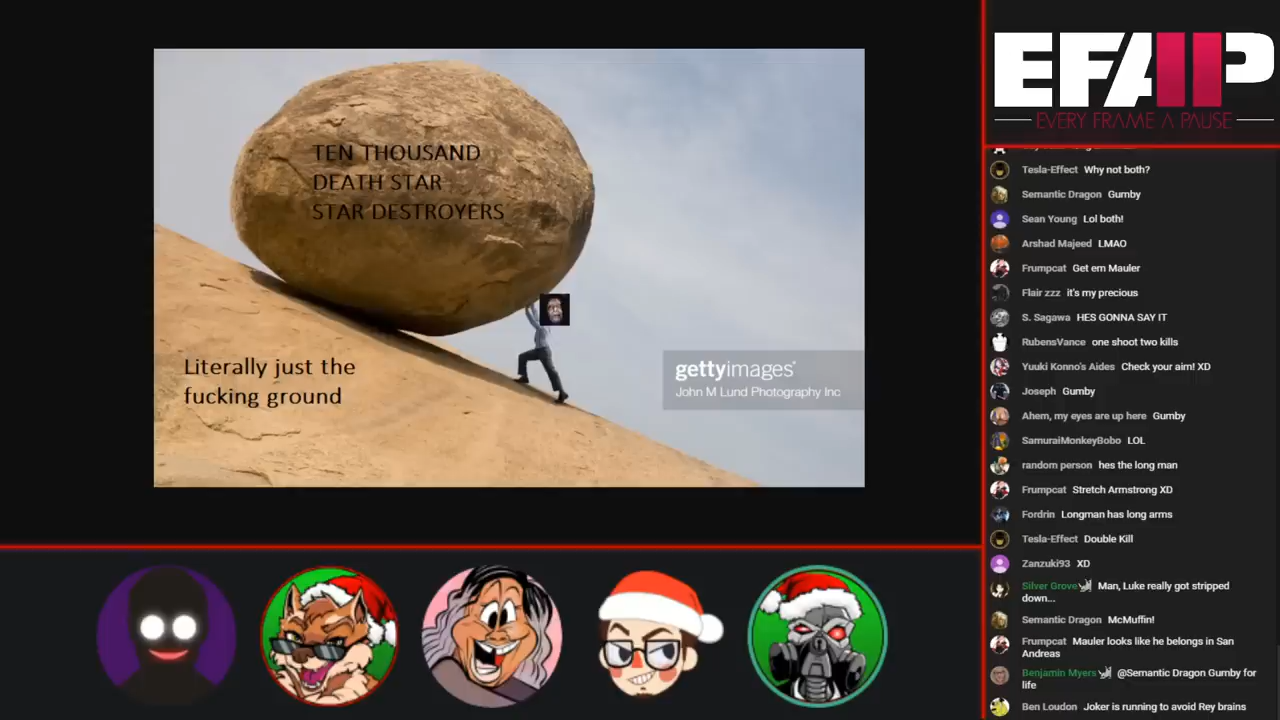 TEN THOUSAND
DEATH STAR
STAR DESTROYERS
Literally just the
fucking ground
gettyimages®
John M Lund Photography Inc
EFAP
EVERY FRAME A PAUSE
Tesla-Effect Why not both?
Semantic Dragon Gumby
Sean Young Lol both!
Arshad Majeed LMAO
Frumpcat Get em Mauler
Flair zzz it's my precious
S. Sagawa HES GONNA SAY IT
RubensVance one shoot two kills
Yuuki Konno's Aides Check your aim! XD
Joseph Gumby
Ahem, my eyes are up here Gumby
SamuraiMonkeyBobo LOL
random person hes the long man
Frumpcat Stretch Armstrong XD
Fordrin Longman has long arms
Tesla-Effect Double Kill
Zanzuki93 XD
Silver Grove Man, Luke really got stripped
down...
Semantic Dragon McMuffin!
Frumpcat Mauler looks like he belongs in San
Andreas
Benjamin Myers @Semantic Dragon Gumby for
life
Ben Loudon Joker is running to avoid Rey brains